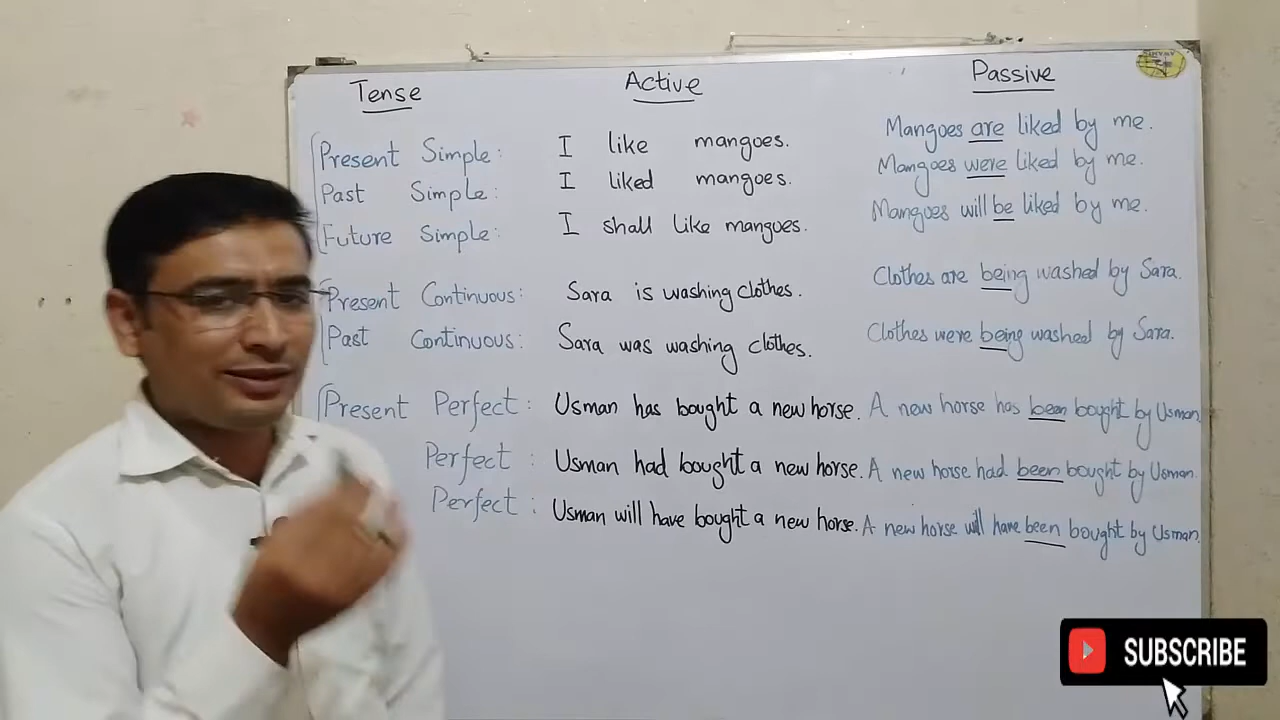 Tense Active Passive
Present Simple: I like mangoes. Mangoes are liked by me.
Past Simple: I liked mangoes. Mangoes were liked by me.
Future Simple: I shall like mangoes. Mangoes will be liked by me.
Present Continuous: Sara is washing clothes. Clothes are being washed by Sara.
Past Continuous: Sara was washing clothes. Clothes were being washed by Sara.
Present Perfect: Usman has bought a new horse. A new horse has been bought by Usman.
Perfect: Usman had bought a new horse. A new horse had been bought by Usman.
Perfect: Usman will have bought a new horse. A new horse will have been bought by Usman.
SUBSCRIBE